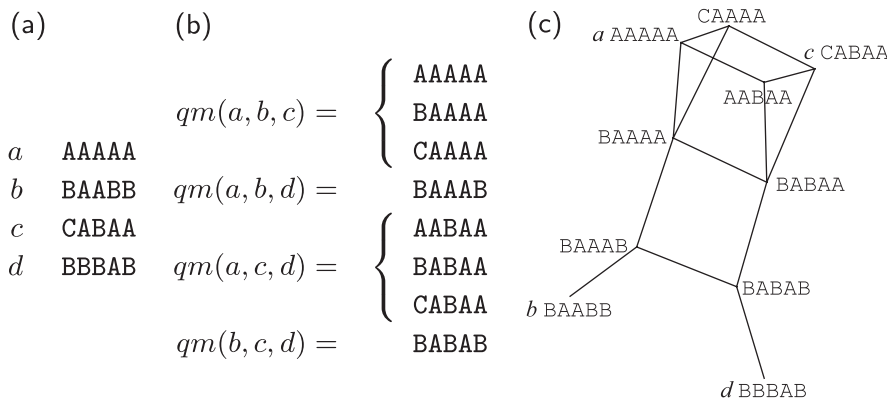 (a)
a AAAAA
b BAABB
c CABAA
d BBBAB
(b)
qm(a, b, c) = { AAAAA
BAAAA
CAAAA
qm(a, b, d) = BAAAB
qm(a, c, d) = { AABAA
BABAA
CABAA
qm(b, c, d) = BABAB
(c)
CAAAA
a AAAAA
c CABAA
AABAA
BAAAA
BABAA
BAAAB
BABAB
b BAABB
d BBBAB